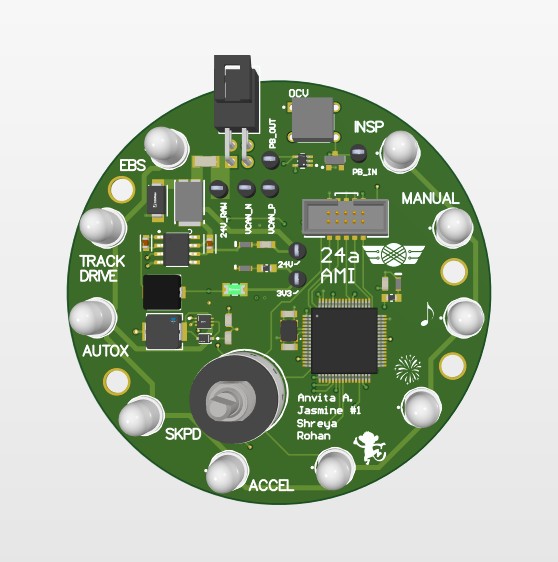 OCV
PB_OUT
INSP
EBS
PB_IN
MANUAL
24V_RAW
VCAN_N
VCAN_P
TRACK
DRIVE
24V
24a
AMI
3V3
AUTOX
Anvita A.
Jasmine #1
Shreya
Rohan
SKPD
ACCEL